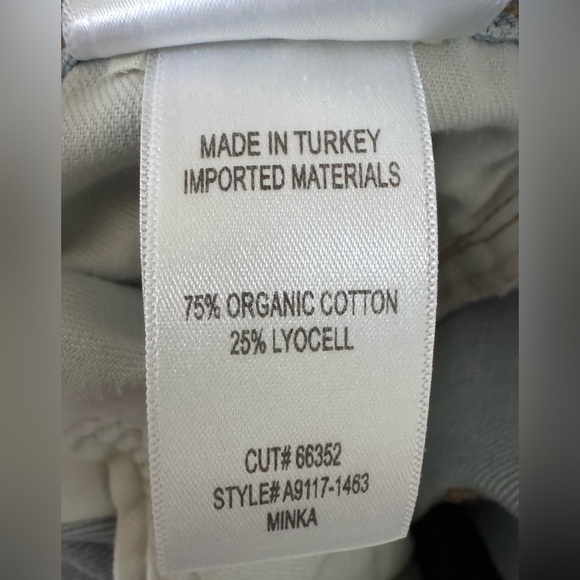 MADE IN TURKEY
IMPORTED MATERIALS
75% ORGANIC COTTON
25% LYOCELL
CUT# 66352
STYLE# A9117-1463
MINKA